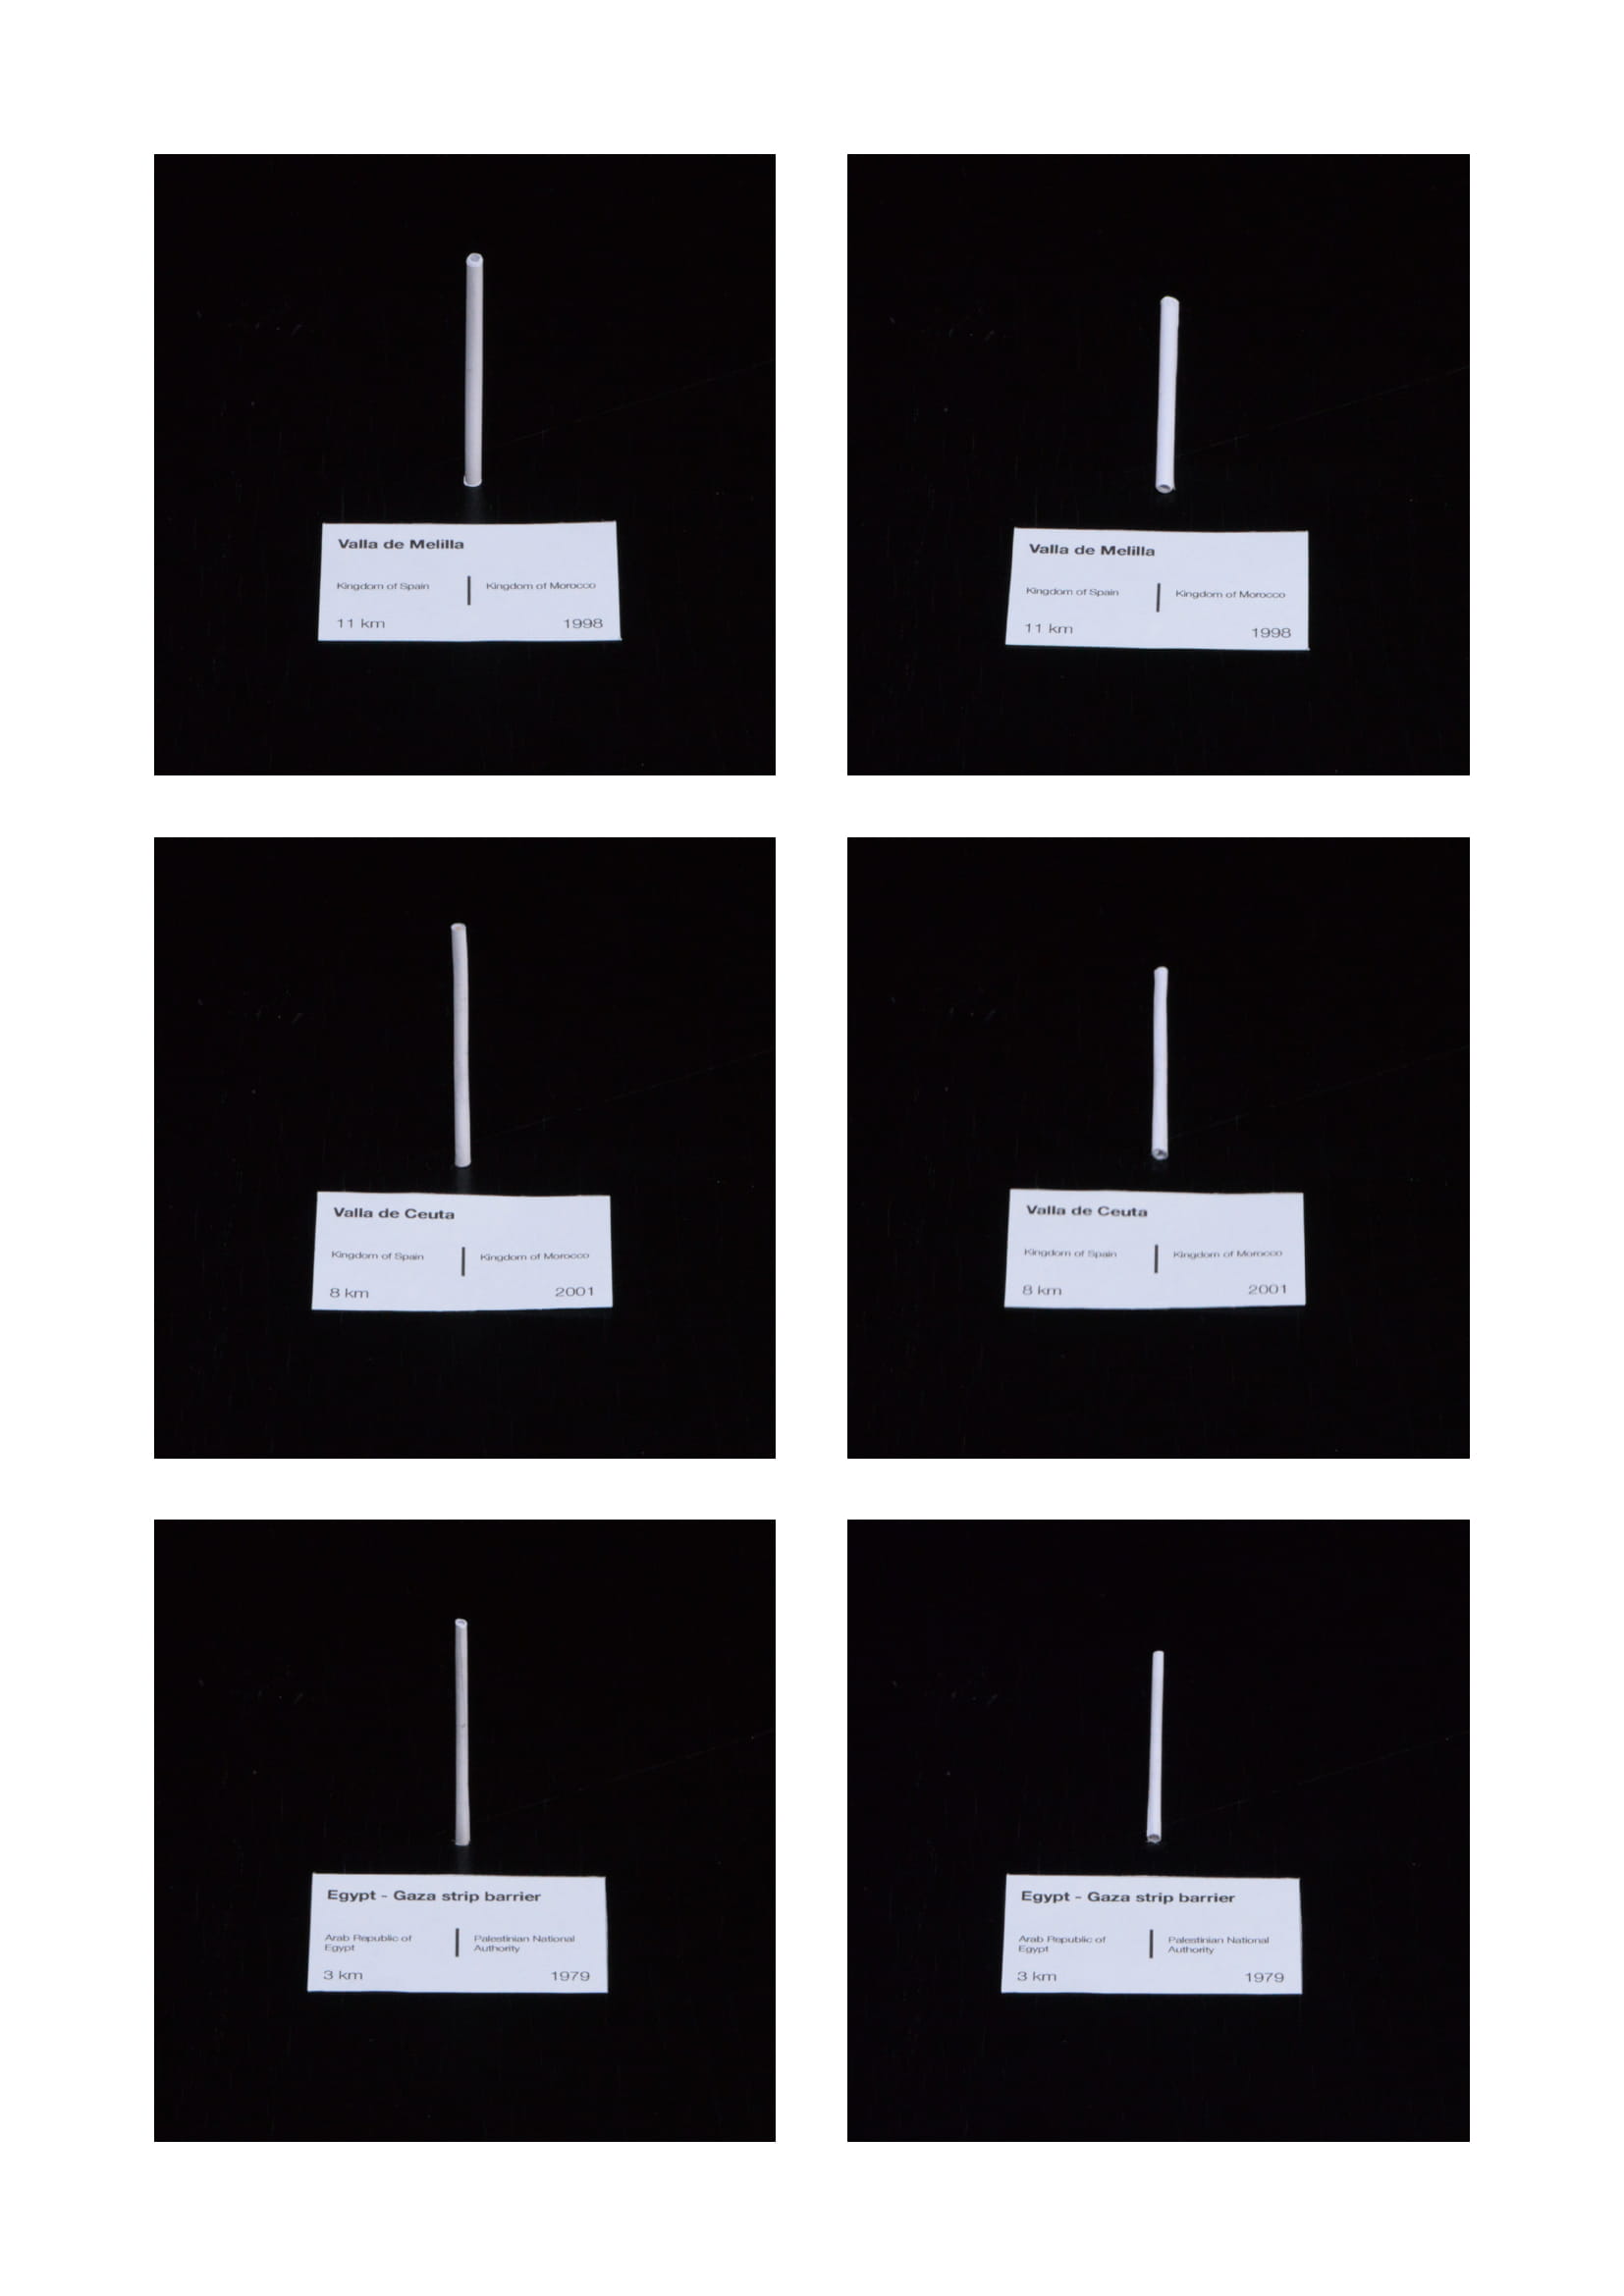 Valla de Melilla
Kingdom of Spain | Kingdom of Morocco
11 km 1998
Valla de Melilla
Kingdom of Spain | Kingdom of Morocco
11 km 1998
Valla de Ceuta
Kingdom of Spain | Kingdom of Morocco
8 km 2001
Valla de Ceuta
Kingdom of Spain | Kingdom of Morocco
8 km 2001
Egypt - Gaza strip barrier
Arab Republic of
Egypt
Palestinian National
Authority
3 km 1979
Egypt - Gaza strip barrier
Arab Republic of
Egypt
Palestinian National
Authority
3 km 1979